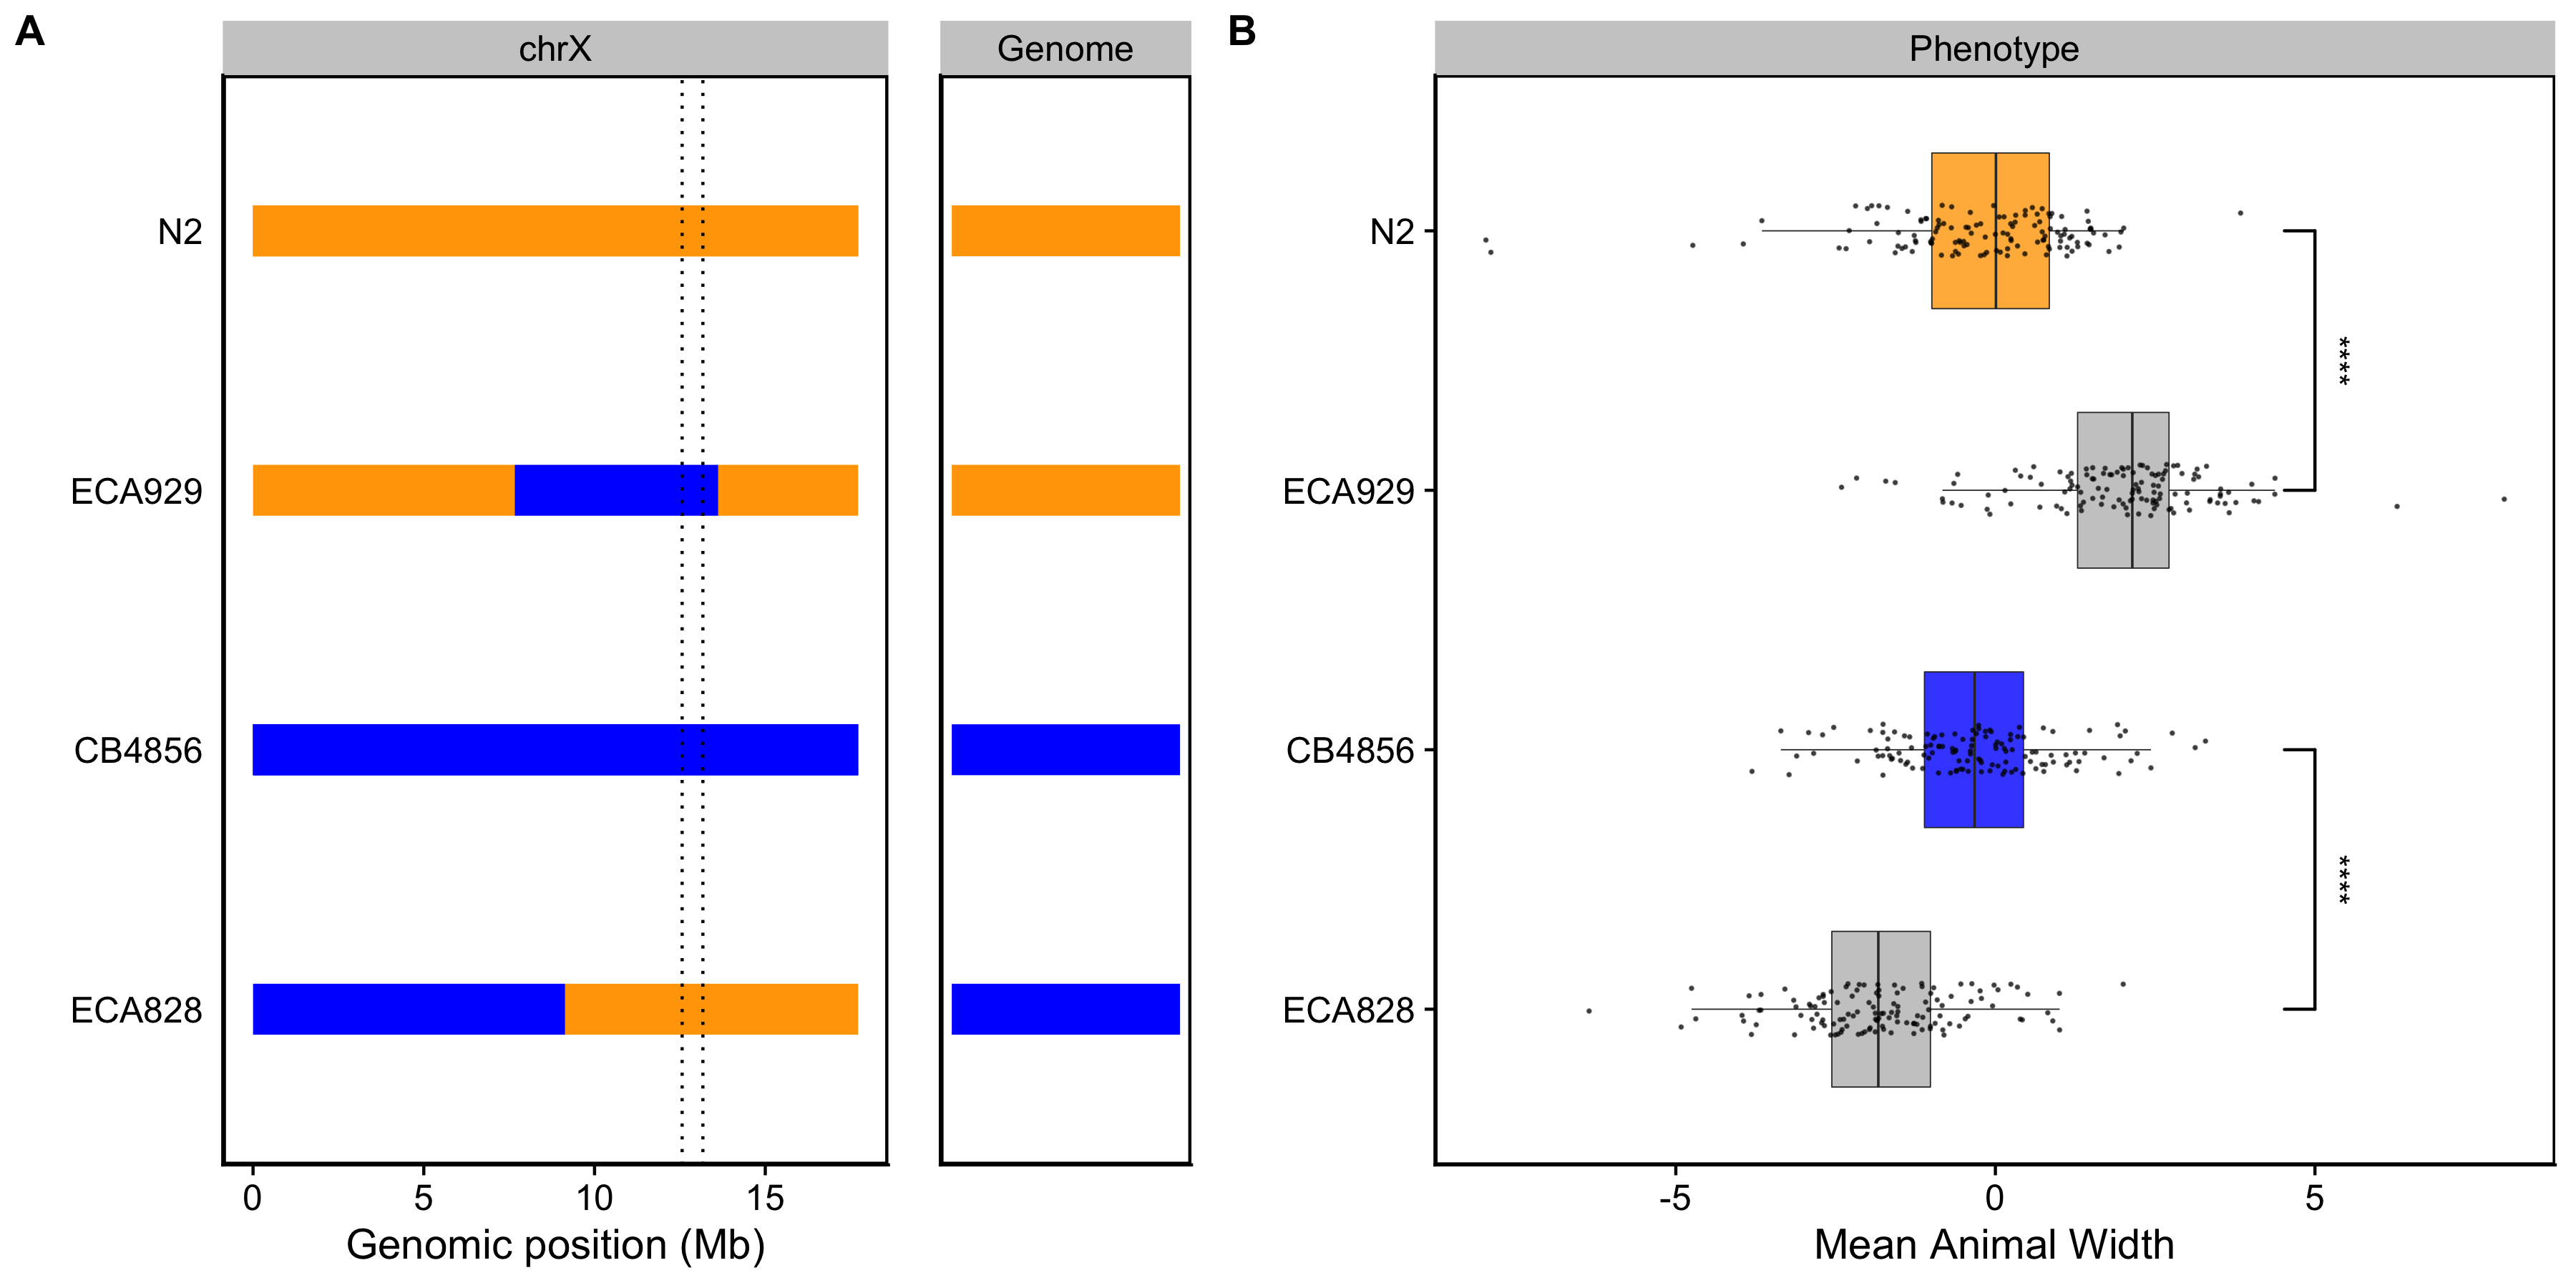 A
chrX
Genome
N2
ECA929
CB4856
ECA828
0 5 10 15
Genomic position (Mb)
B
Phenotype
N2
ECA929
CB4856
ECA828
****
****
-5 0 5
Mean Animal Width